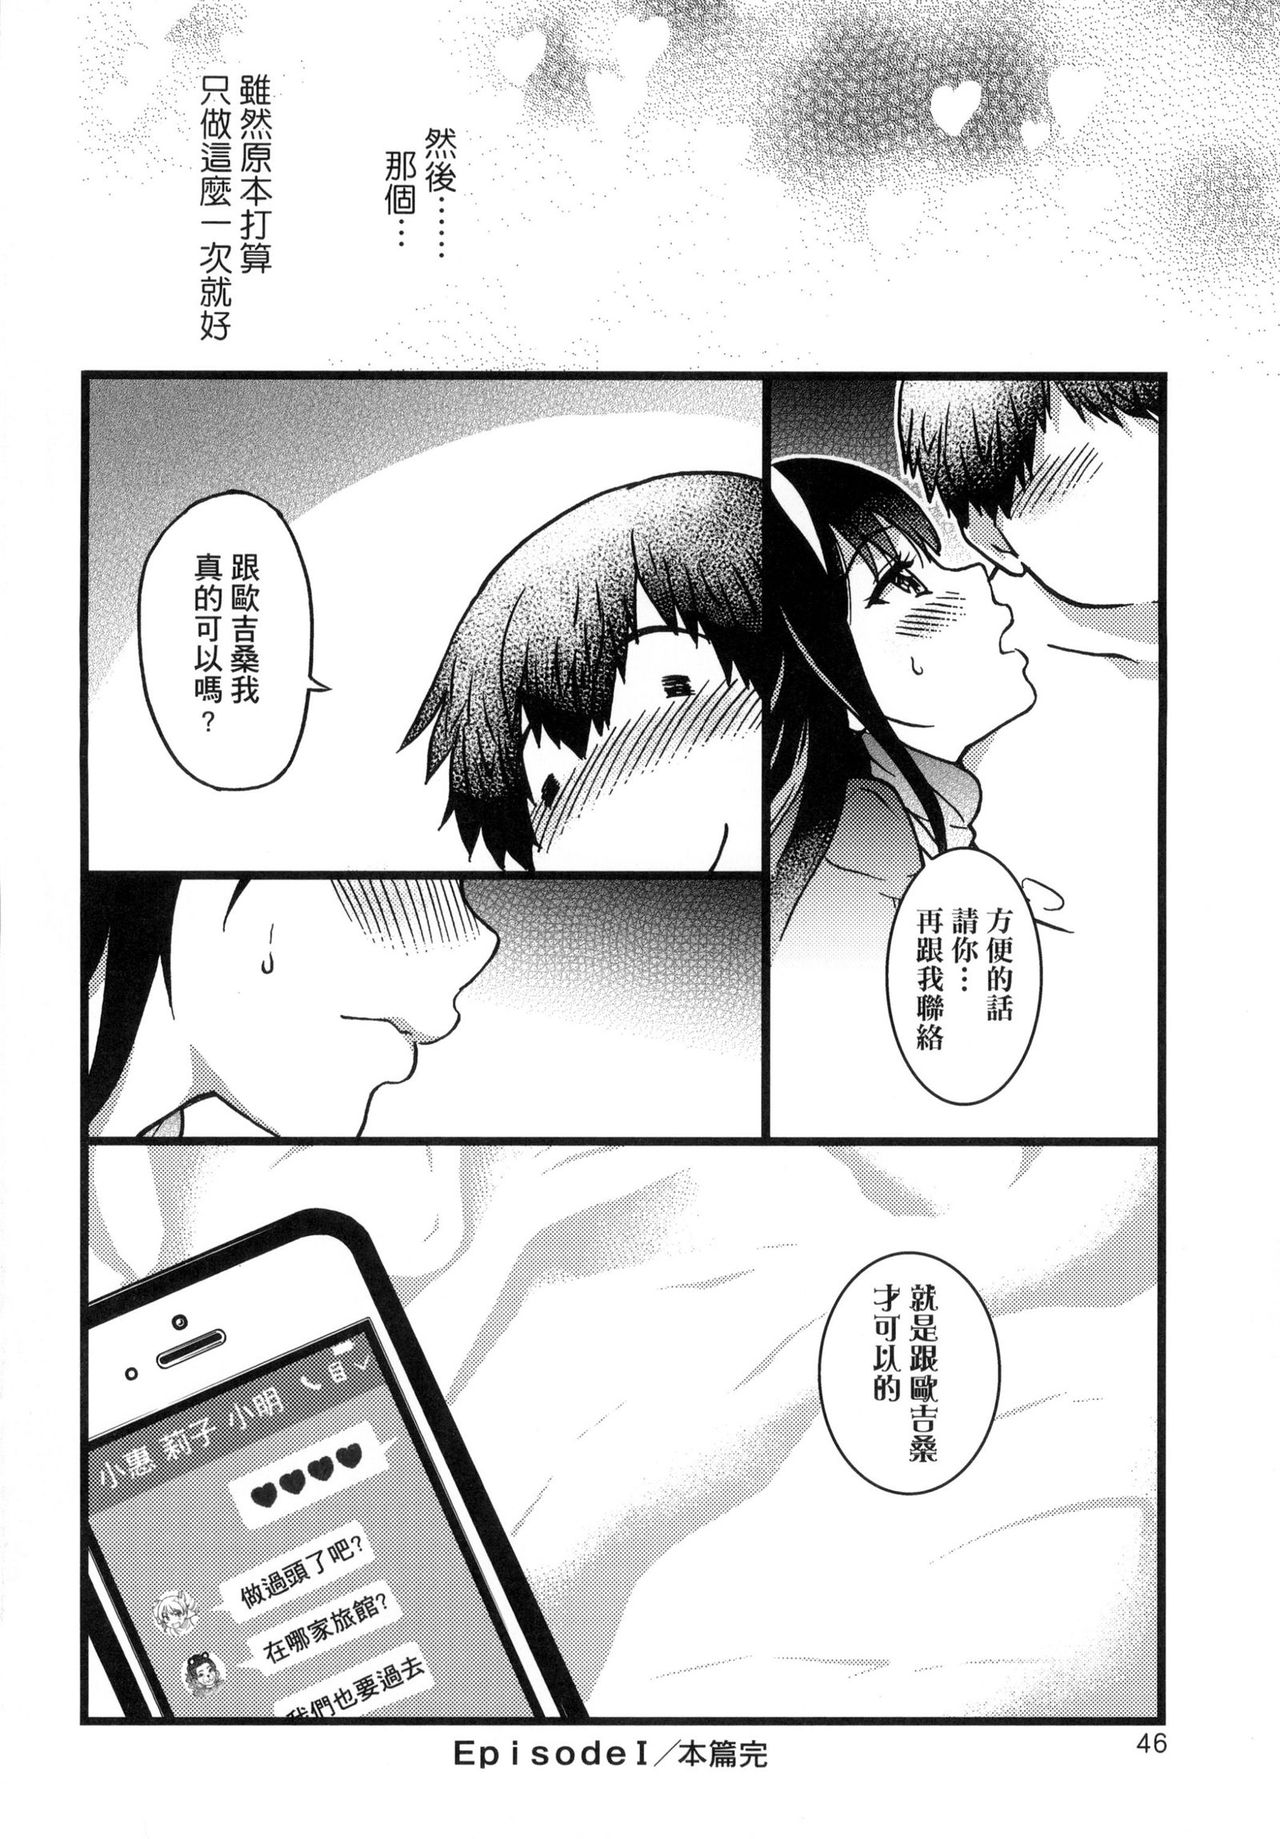 然後……
那個…
雖然原本打算
只做這麼一次就好
方便的話
請你…
再跟我聯絡
跟歐吉桑我
真的可以嗎？
就是跟歐吉桑
才可以的
小惠 莉子 小明
♥♥♥♥
做過頭了吧?
在哪家旅館?
我們也要過去
EpisodeⅠ／本篇完
46